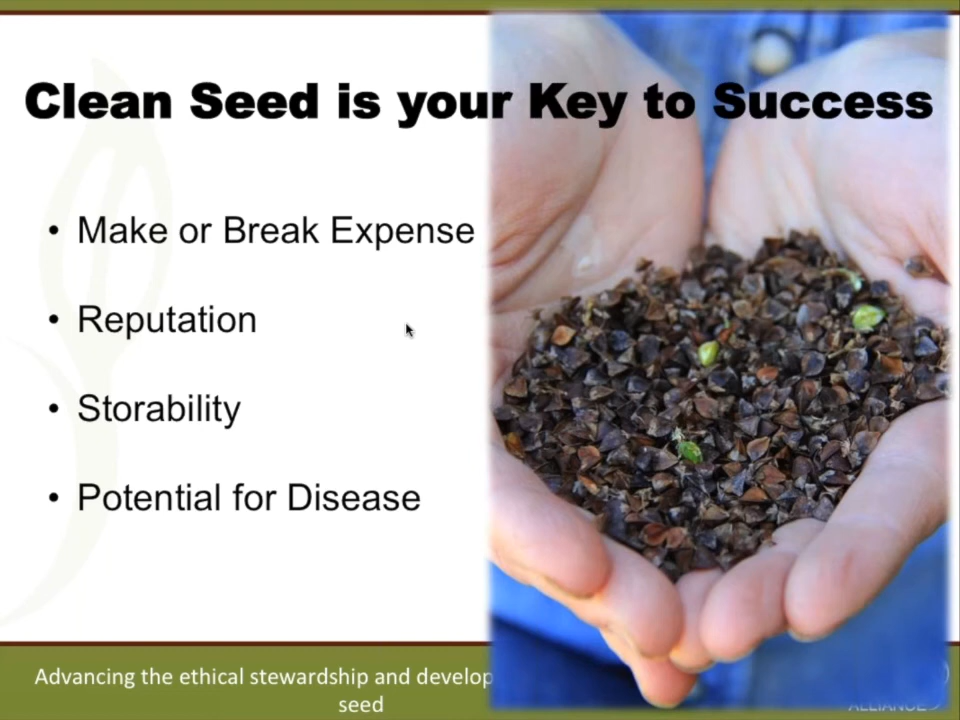 Clean Seed is your Key to Success
• Make or Break Expense
• Reputation
• Storability
• Potential for Disease
Advancing the ethical stewardship and develop
seed
ALLIANCE